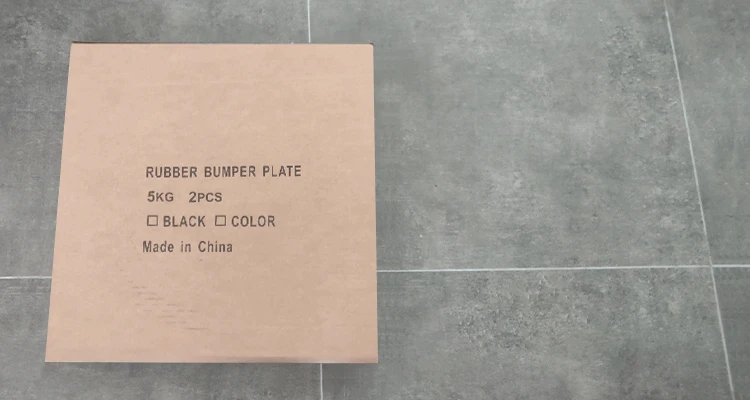 RUBBER BUMPER PLATE
5KG 2PCS
☐ BLACK ☐ COLOR
Made in China